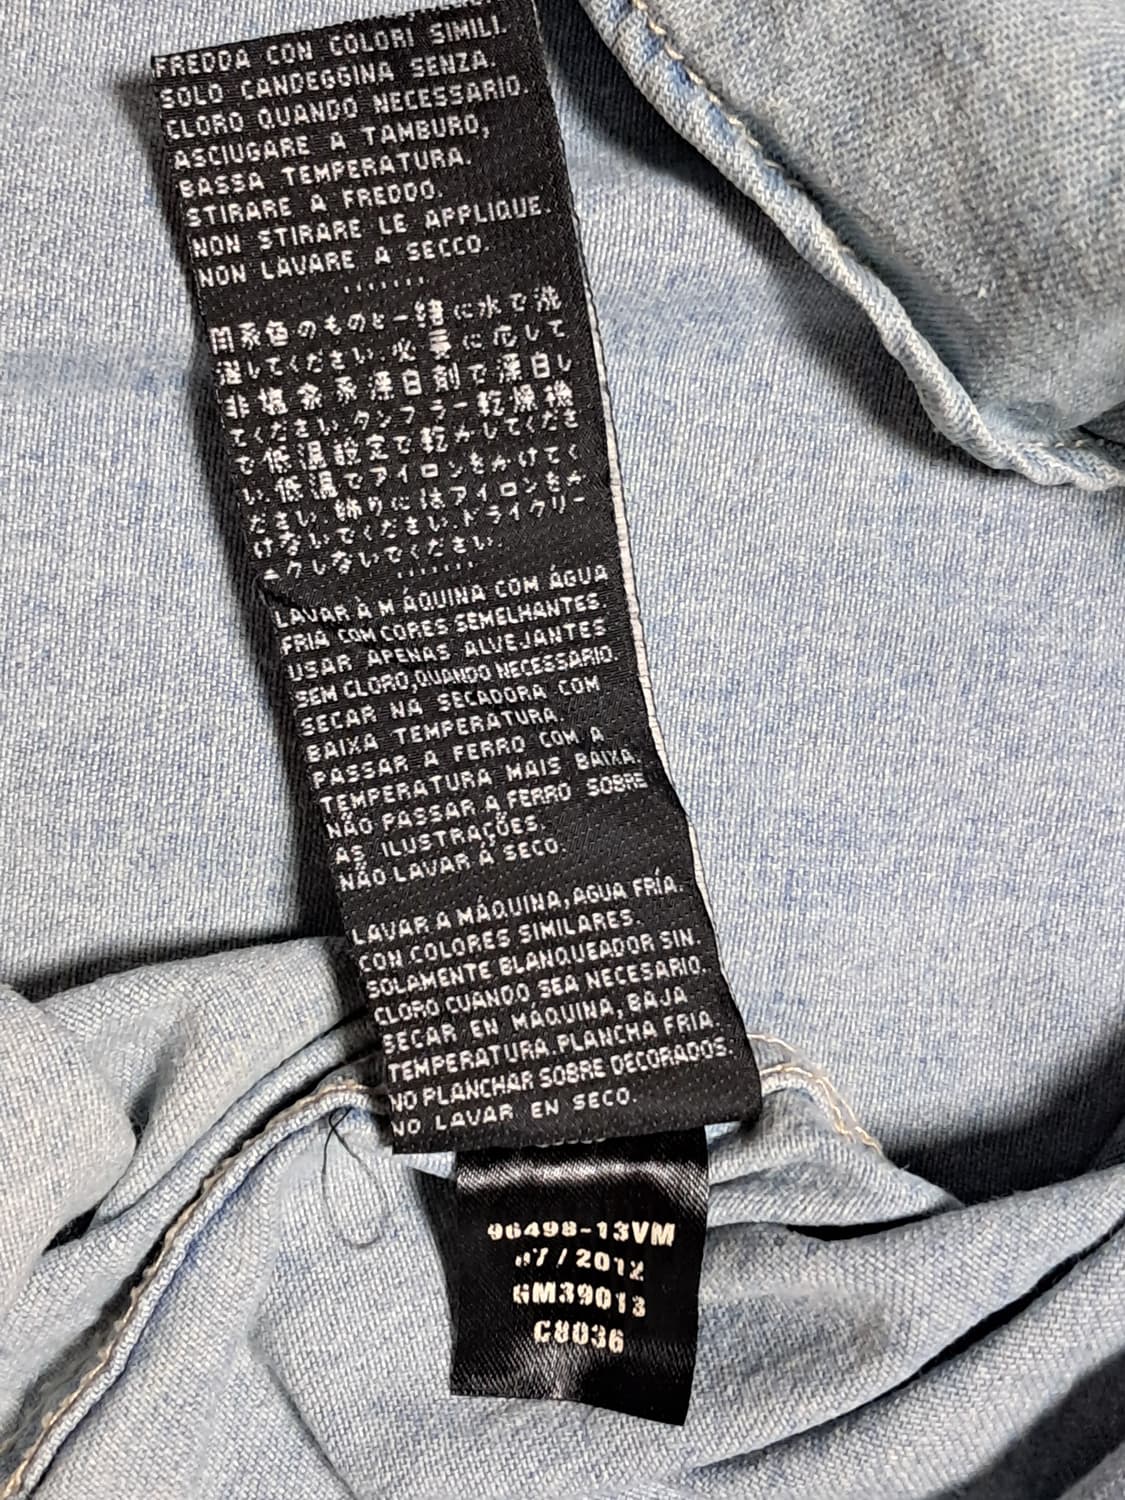 FREDDA CON COLORI SIMILI.
SOLO CANDEGGINA SENZA.
CLORO QUANDO NECESSARIO.
ASCIUGARE A TAMBURO,
BASSA TEMPERATURA.
STIRARE A FREDDO.
NON STIRARE LE APPLIQUE.
NON LAVARE A SECCO.
同系色のものと一緒に水で洗
濯してください.必要に応じて
非塩素系漂白剤で漂白し
てください.タンブラー乾燥機
で低温設定で乾かしてくださ
い.低温でアイロンをかけてく
ださい.飾りにはアイロンをか
けないでください.ドライクリー
ニクしないでください.
LAVAR À MÁQUINA COM ÁGUA
FRIA COM CORES SEMELHANTES.
USAR APENAS ALVEJANTES
SEM CLORO,QUANDO NECESSARIO.
SECAR NA SECADORA COM
BAIXA TEMPERATURA.
PASSAR A FERRO COM A
TEMPERATURA MAIS BAIXA.
NÃO PASSAR A FERRO SOBRE
AS ILUSTRAÇÕES.
NÃO LAVAR À SECO.
LAVAR A MÁQUINA,AGUA FRÍA.
CON COLORES SIMILARES.
SOLAMENTE BLANQUEADOR SIN.
CLORO CUANDO SEA NECESARIO.
SECAR EN MÁQUINA, BAJA
TEMPERATURA.PLANCHA FRIA.
NO PLANCHAR SOBRE DECORADOS.
NO LAVAR EN SECO.
96498-13VM
07/2012
GM39013
C8036